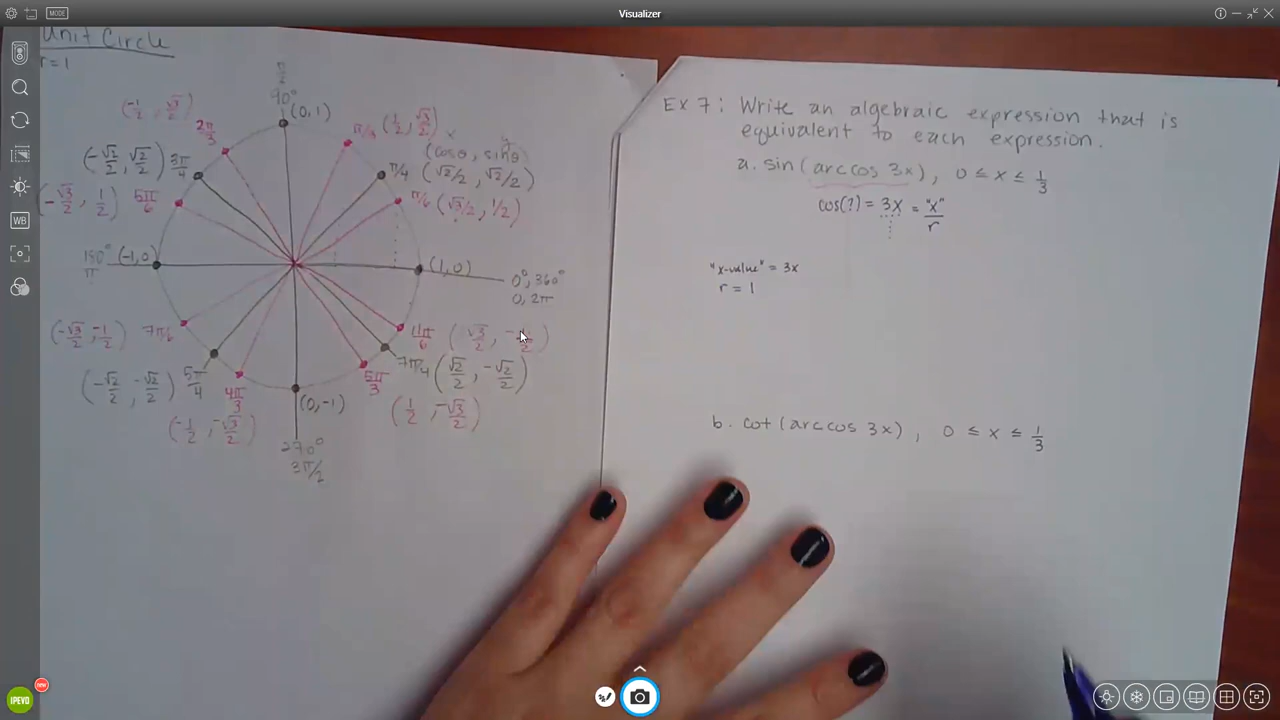 Visualizer
MODE
WB
Unit Circle
r = 1
π/2
90°
(0, 1)
(-1/2, √3/2)
2π/3
π/3 (1/2, √3/2)
x y
(cosθ, sinθ)
(-√2/2, √2/2) 3π/4
π/4 (√2/2, √2/2)
(-√3/2, 1/2) 5π/6
π/6 (√3/2, 1/2)
180° (-1, 0)
π
(1, 0)
0°, 360°
0, 2π
(-√3/2, -1/2) 7π/6
11π/6 (√3/2, -1/2)
(-√2/2, -√2/2) 5π/4
7π/4 (√2/2, -√2/2)
4π/3
5π/3
(0, -1)
(-1/2, -√3/2)
(1/2, -√3/2)
270°
3π/2
Ex 7: Write an algebraic expression that is
equivalent to each expression.
a. sin(arccos 3x), 0 ≤ x ≤ 1/3
cos(?) = 3x = "x"/r
"x-value" = 3x
r = 1
b. cot(arccos 3x), 0 ≤ x ≤ 1/3
IPEVO
new